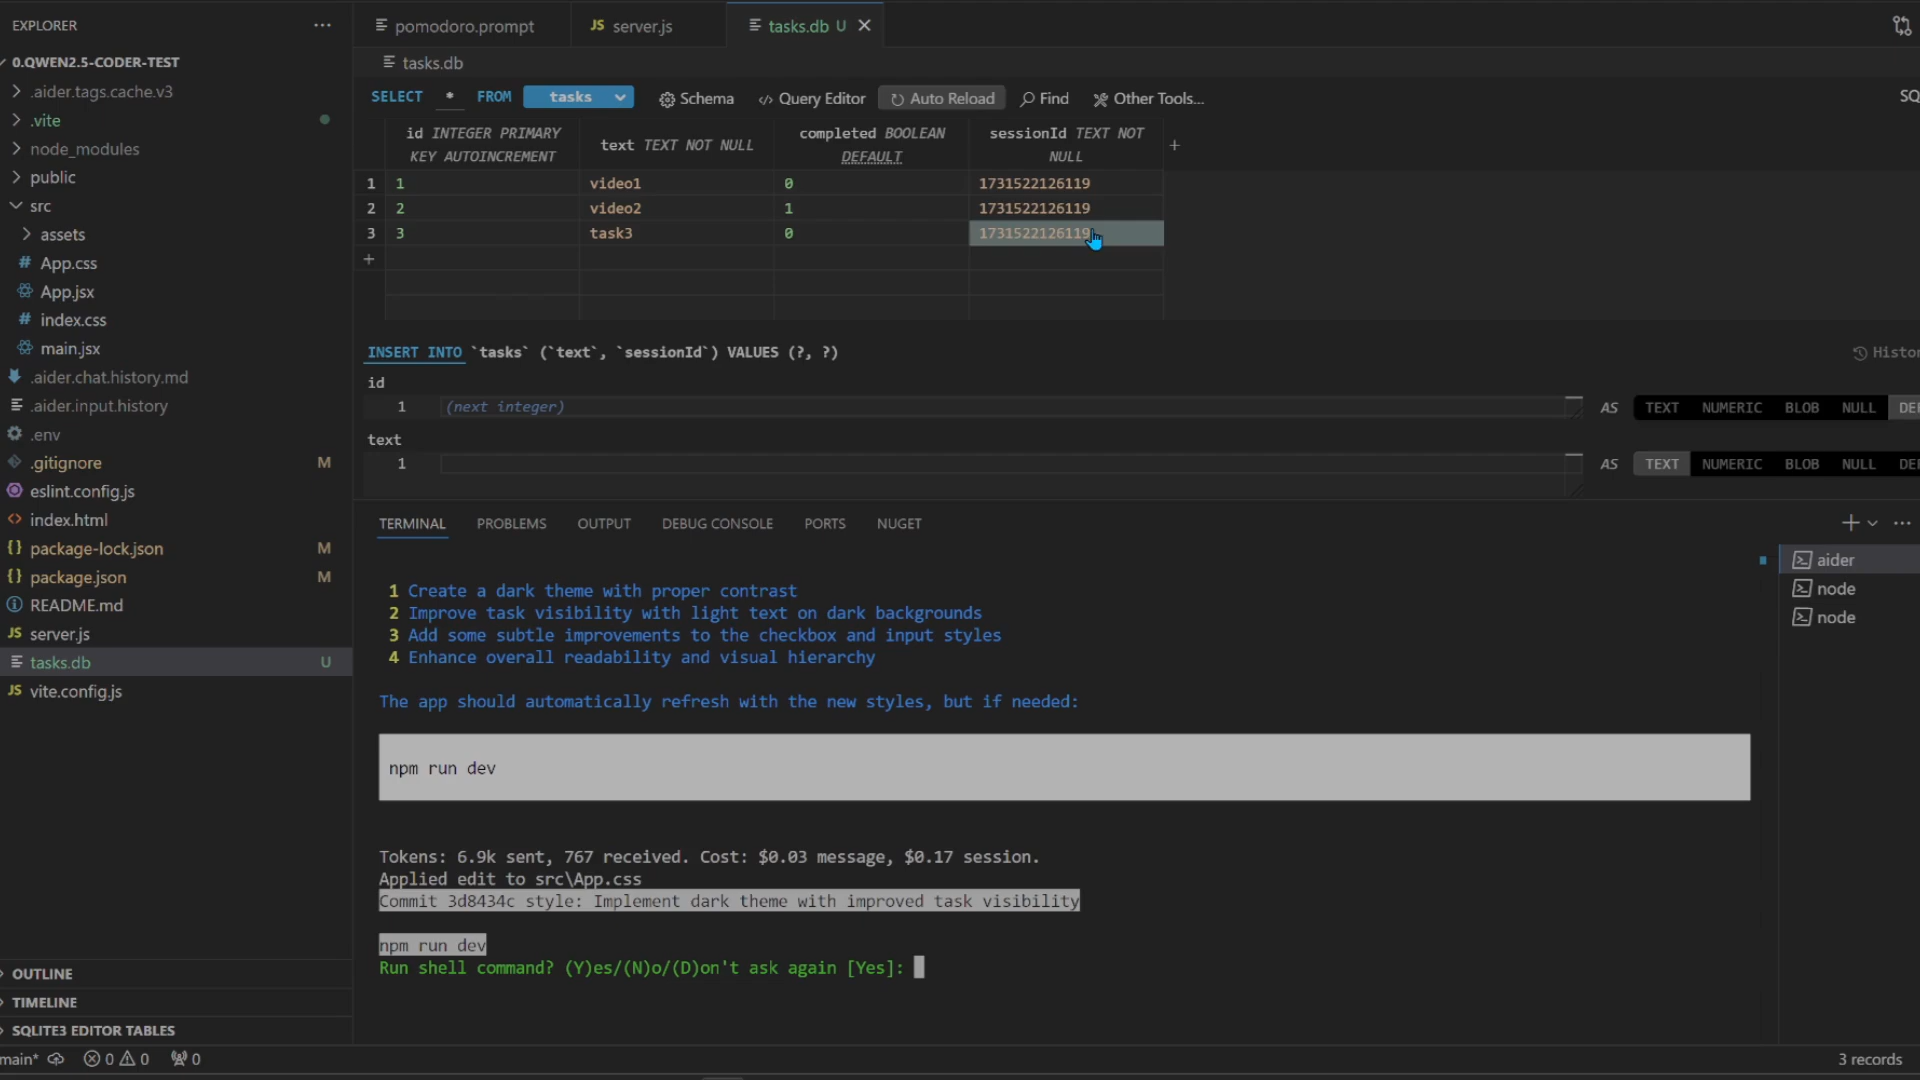 EXPLORER
0.QWEN2.5-CODER-TEST
.aider.tags.cache.v3
.vite
node_modules
public
src
assets
# App.css
App.jsx
# index.css
main.jsx
.aider.chat.history.md
.aider.input.history
.env
.gitignore M
eslint.config.js
<> index.html
{} package-lock.json M
{} package.json M
README.md
JS server.js
tasks.db U
JS vite.config.js
OUTLINE
TIMELINE
SQLITE3 EDITOR TABLES
pomodoro.prompt
JS server.js
tasks.db U
tasks.db
SELECT * FROM tasks Schema </> Query Editor Auto Reload Find Other Tools... SQ
id INTEGER PRIMARY KEY AUTOINCREMENT
text TEXT NOT NULL
completed BOOLEAN DEFAULT
sessionId TEXT NOT NULL
+
1 1 video1 0 1731522126119
2 2 video2 1 1731522126119
3 3 task3 0 1731522126119
+
INSERT INTO `tasks` (`text`, `sessionId`) VALUES (?, ?) Histor
id
1 (next integer) AS TEXT NUMERIC BLOB NULL DEF
text
1 AS TEXT NUMERIC BLOB NULL DEF
TERMINAL PROBLEMS OUTPUT DEBUG CONSOLE PORTS NUGET
1 Create a dark theme with proper contrast
2 Improve task visibility with light text on dark backgrounds
3 Add some subtle improvements to the checkbox and input styles
4 Enhance overall readability and visual hierarchy
The app should automatically refresh with the new styles, but if needed:
npm run dev
Tokens: 6.9k sent, 767 received. Cost: $0.03 message, $0.17 session.
Applied edit to src\App.css
Commit 3d8434c style: Implement dark theme with improved task visibility
npm run dev
Run shell command? (Y)es/(N)o/(D)on't ask again [Yes]:
aider
node
node
main* 0 0 0 3 records